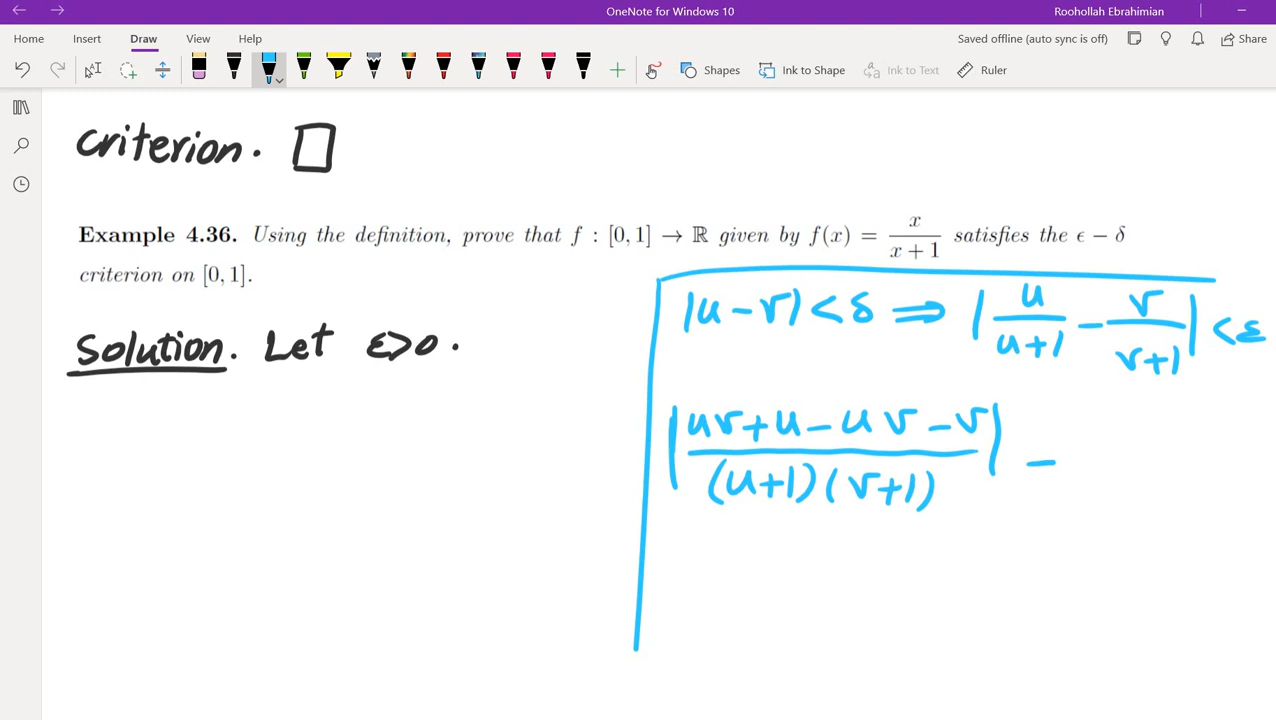 OneNote for Windows 10
Roohollah Ebrahimian
Home Insert Draw View Help
Saved offline (auto sync is off)
Share
Shapes Ink to Shape Ink to Text Ruler
criterion. □
Example 4.36. Using the definition, prove that f : [0, 1] → ℝ given by f(x) = x/(x + 1) satisfies the ϵ − δ
criterion on [0, 1].
Solution. Let ε>0.
|u-v|<δ ⇒ |u/(u+1) - v/(v+1)| <ε
|(uv+u-uv-v)/((u+1)(v+1))| -